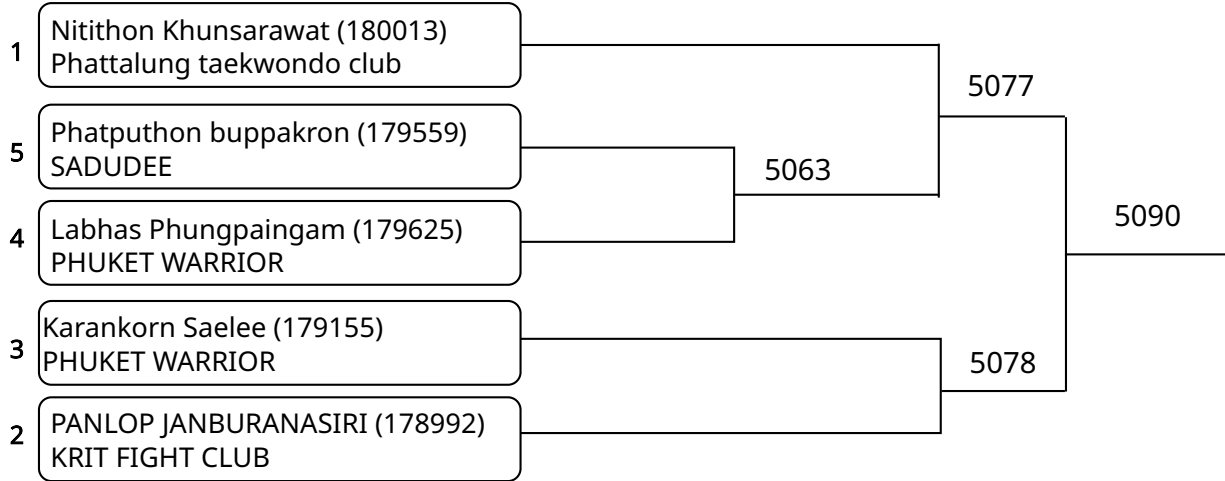 1
Nitithon Khunsarawat (180013)
Phattalung taekwondo club
5077
5
Phatputhon buppakron (179559)
SADUDEE
5063
4
Labhas Phungpaingam (179625)
PHUKET WARRIOR
5090
3
Karankorn Saelee (179155)
PHUKET WARRIOR
5078
2
PANLOP JANBURANASIRI (178992)
KRIT FIGHT CLUB